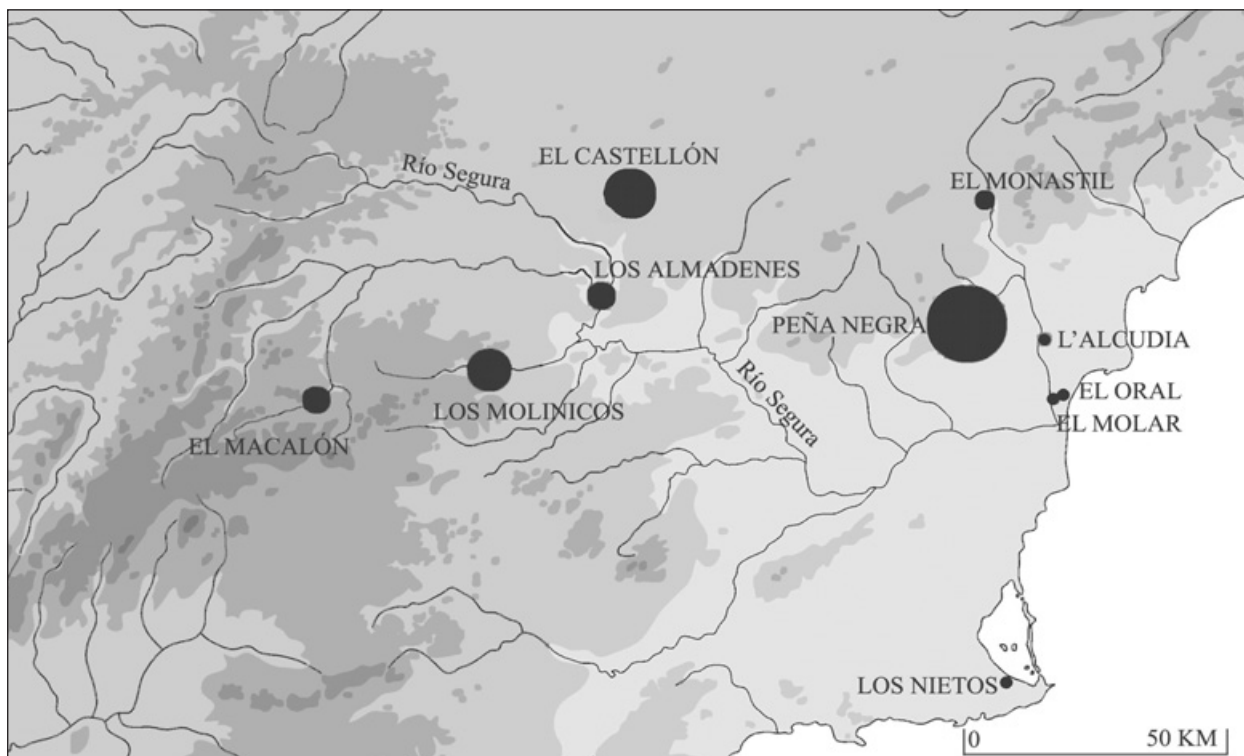 EL CASTELLÓN
Río Segura
EL MONASTIL
LOS ALMADENES
PEÑA NEGRA
L'ALCUDIA
EL ORAL
EL MOLAR
Río Segura
LOS MOLINICOS
EL MACALÓN
LOS NIETOS
0 50 KM